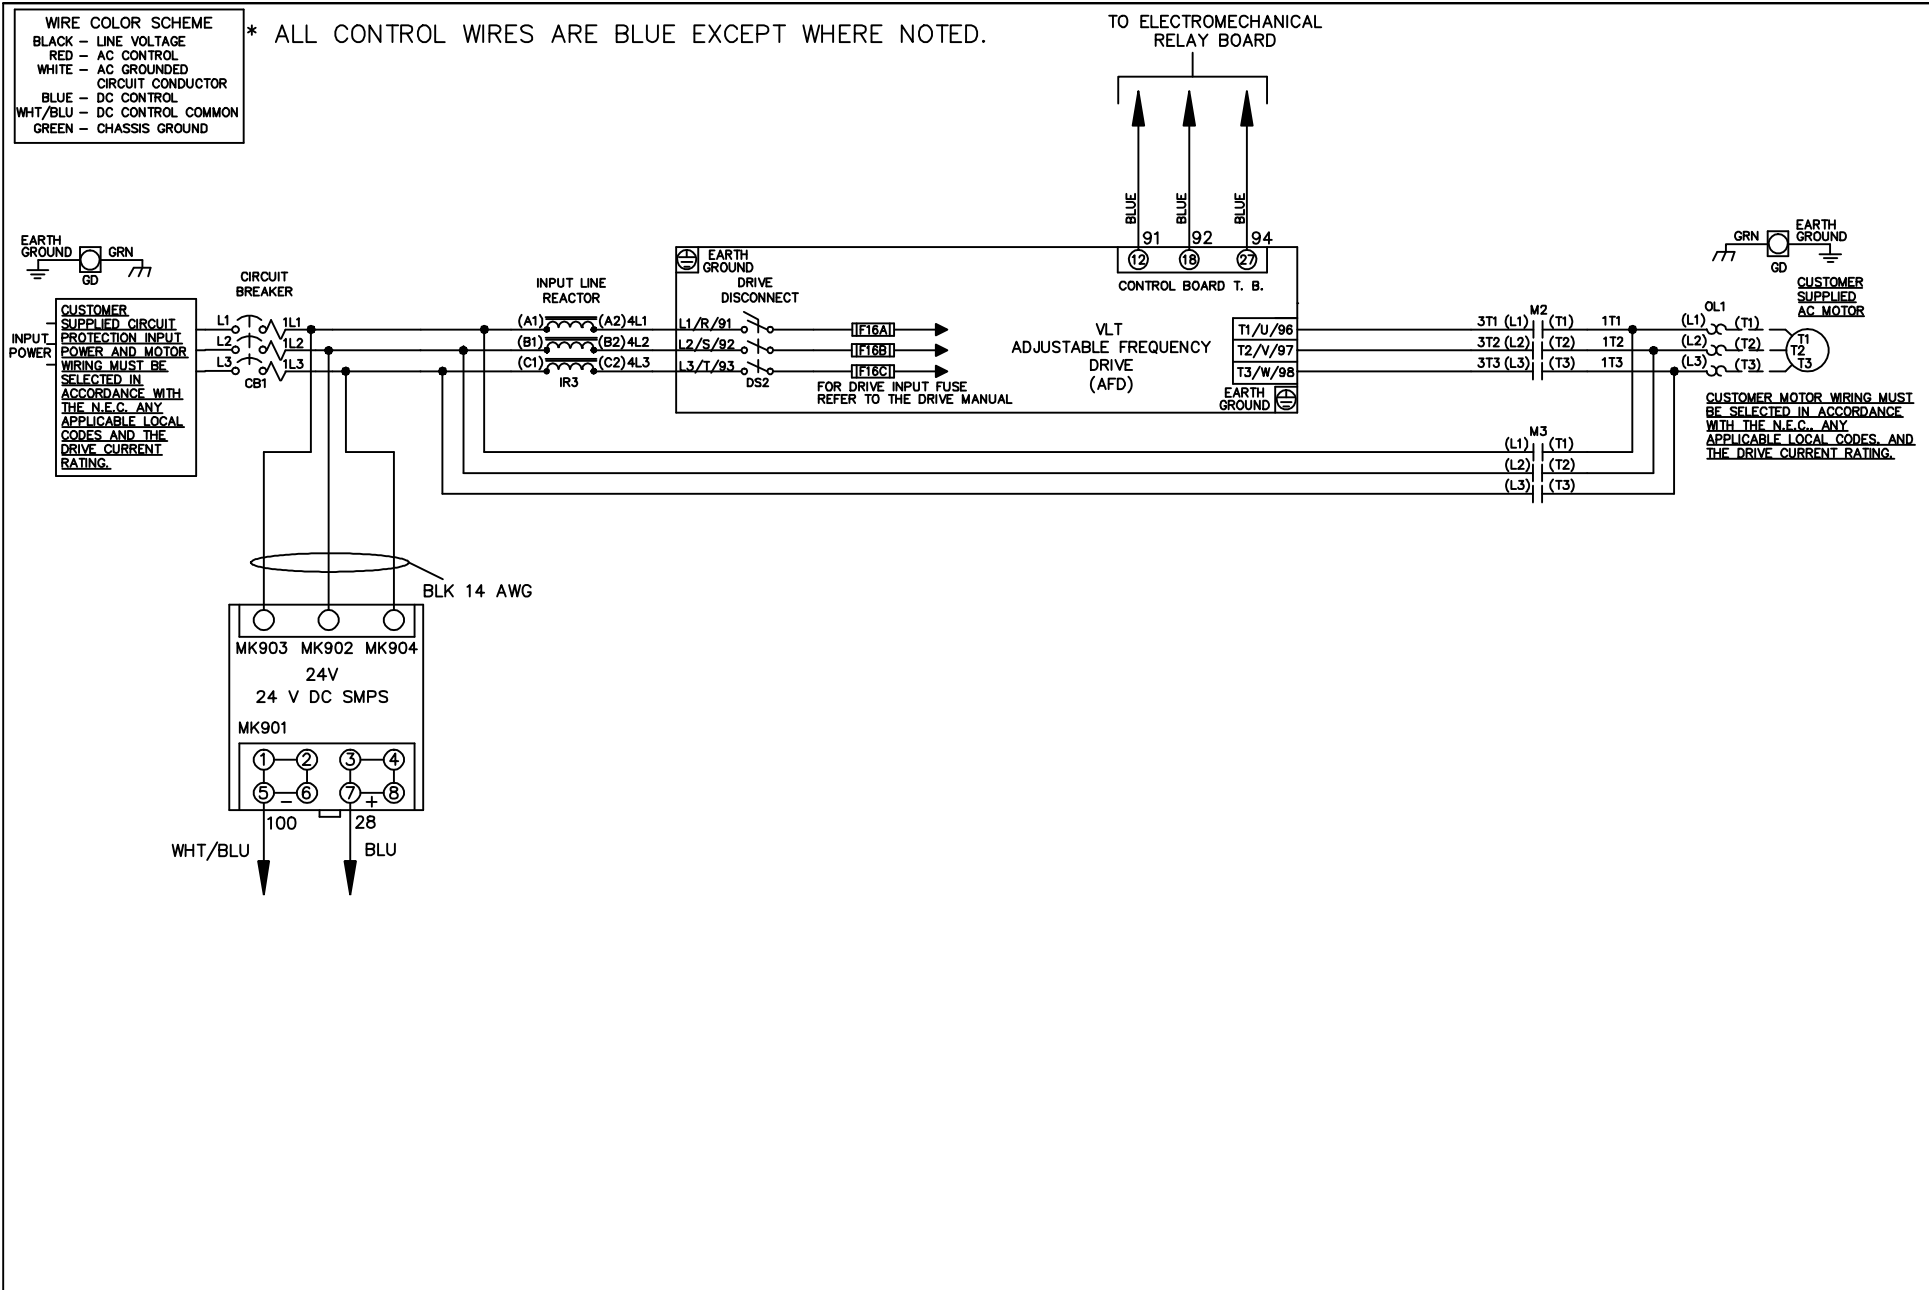 WIRE COLOR SCHEME
BLACK – LINE VOLTAGE
RED – AC CONTROL
WHITE – AC GROUNDED
CIRCUIT CONDUCTOR
BLUE – DC CONTROL
WHT/BLU – DC CONTROL COMMON
GREEN – CHASSIS GROUND
* ALL CONTROL WIRES ARE BLUE EXCEPT WHERE NOTED.
TO ELECTROMECHANICAL
RELAY BOARD
BLUE
BLUE
BLUE
91
92
94
12
18
27
CONTROL BOARD T. B.
EARTH
GROUND
GRN
GD
INPUT
POWER
CUSTOMER
SUPPLIED CIRCUIT
PROTECTION INPUT
POWER AND MOTOR
WIRING MUST BE
SELECTED IN
ACCORDANCE WITH
THE N.E.C. ANY
APPLICABLE LOCAL
CODES AND THE
DRIVE CURRENT
RATING.
CIRCUIT
BREAKER
L1
1L1
L2
1L2
L3
1L3
CB1
INPUT LINE
REACTOR
(A1)
(A2)4L1
(B1)
(B2)4L2
(C1)
(C2)4L3
IR3
EARTH
GROUND
DRIVE
DISCONNECT
L1/R/91
L2/S/92
L3/T/93
DS2
F16A
F16B
F16C
FOR DRIVE INPUT FUSE
REFER TO THE DRIVE MANUAL
VLT
ADJUSTABLE FREQUENCY
DRIVE
(AFD)
T1/U/96
T2/V/97
T3/W/98
EARTH
GROUND
M2
3T1 (L1) (T1) 1T1
3T2 (L2) (T2) 1T2
3T3 (L3) (T3) 1T3
M3
(L1) (T1)
(L2) (T2)
(L3) (T3)
OL1
(L1) (T1)
(L2) (T2)
(L3) (T3)
T1
T2
T3
GRN
EARTH
GROUND
GD
CUSTOMER
SUPPLIED
AC MOTOR
CUSTOMER MOTOR WIRING MUST
BE SELECTED IN ACCORDANCE
WITH THE N.E.C., ANY
APPLICABLE LOCAL CODES, AND
THE DRIVE CURRENT RATING.
BLK 14 AWG
MK903 MK902 MK904
24V
24 V DC SMPS
MK901
1 2 3 4
5 – 6 7 + 8
100
28
WHT/BLU
BLU